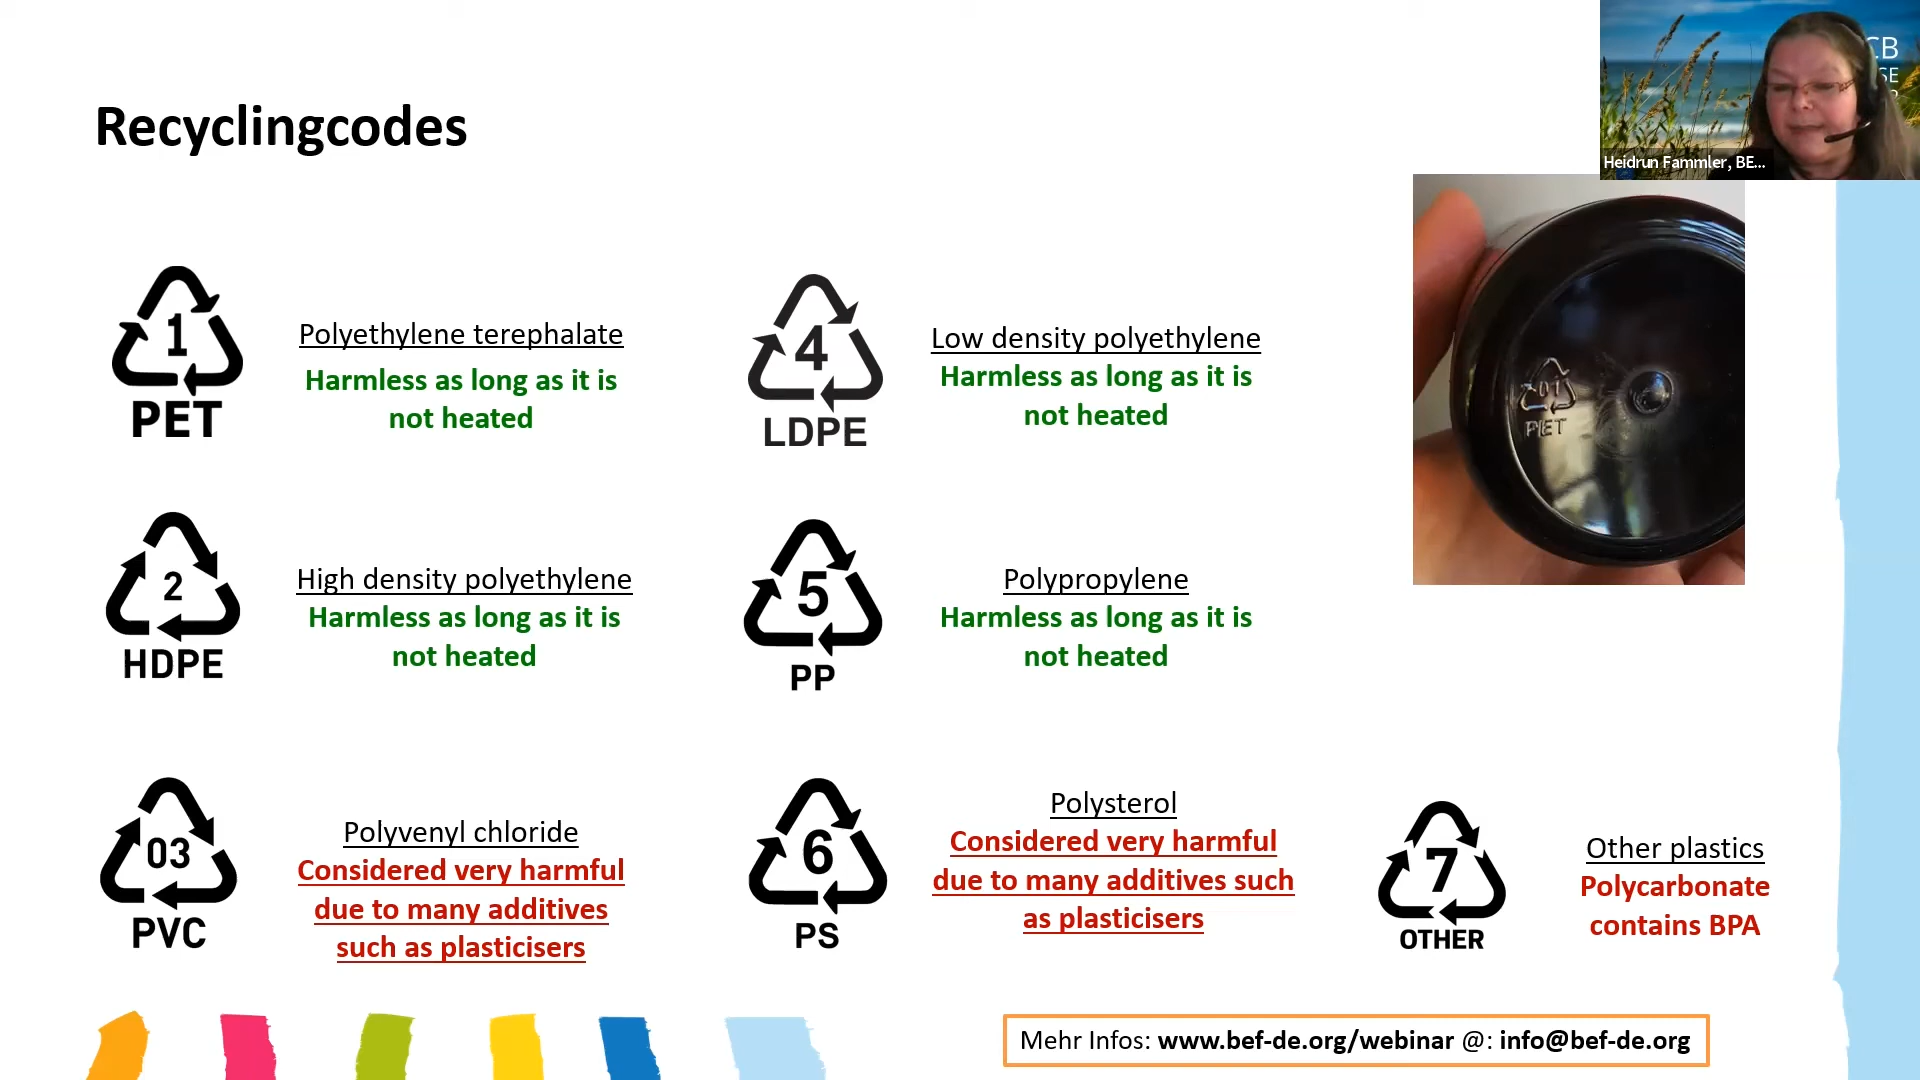 Recyclingcodes
CB
SE
Heidrun Fammler, BE...
1
PET
Polyethylene terephalate
Harmless as long as it is
not heated
4
LDPE
Low density polyethylene
Harmless as long as it is
not heated
01
PET
2
HDPE
High density polyethylene
Harmless as long as it is
not heated
5
PP
Polypropylene
Harmless as long as it is
not heated
03
PVC
Polyvenyl chloride
Considered very harmful
due to many additives
such as plasticisers
6
PS
Polysterol
Considered very harmful
due to many additives such
as plasticisers
7
OTHER
Other plastics
Polycarbonate
contains BPA
Mehr Infos: www.bef-de.org/webinar @: info@bef-de.org